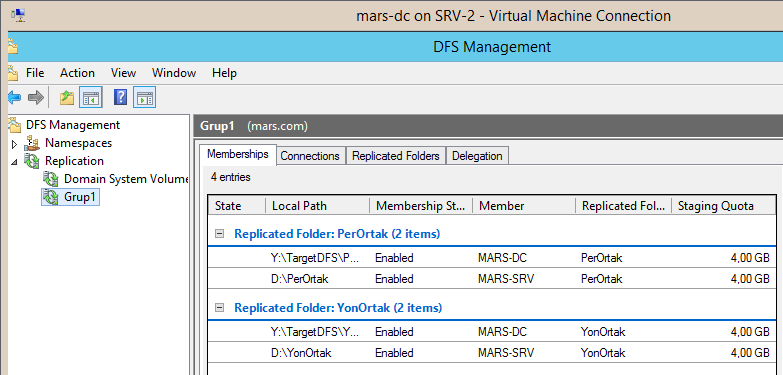 mars-dc on SRV-2 - Virtual Machine Connection
DFS Management
File Action View Window Help
DFS Management
Namespaces
Replication
Domain System Volume
Grup1
Grup1 (mars.com)
Memberships Connections Replicated Folders Delegation
4 entries
State Local Path Membership St... Member Replicated Fol... Staging Quota
Replicated Folder: PerOrtak (2 items)
Y:\TargetDFS\P... Enabled MARS-DC PerOrtak 4,00 GB
D:\PerOrtak Enabled MARS-SRV PerOrtak 4,00 GB
Replicated Folder: YonOrtak (2 items)
Y:\TargetDFS\Y... Enabled MARS-DC YonOrtak 4,00 GB
D:\YonOrtak Enabled MARS-SRV YonOrtak 4,00 GB